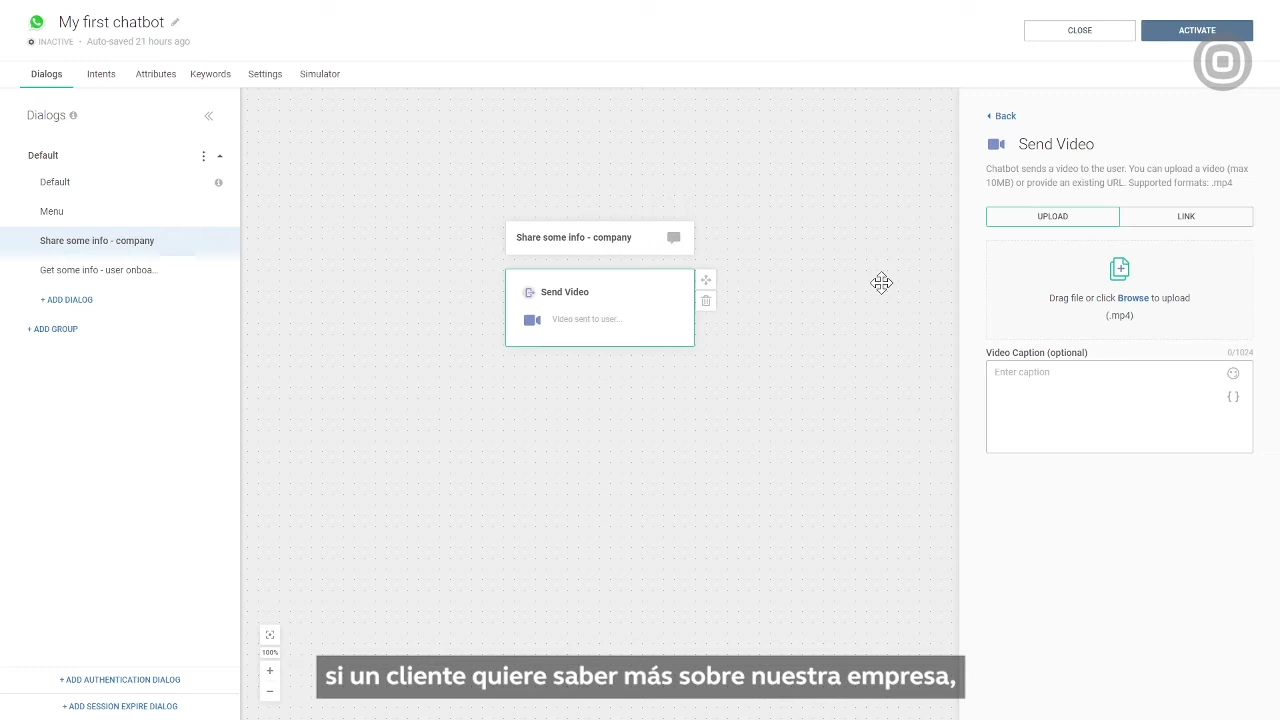 My first chatbot
INACTIVE • Auto-saved 21 hours ago
CLOSE
ACTIVATE
Dialogs
Intents
Attributes
Keywords
Settings
Simulator
Dialogs
Default
Default
Menu
Share some info - company
Get some info - user onboa...
+ ADD DIALOG
+ ADD GROUP
+ ADD AUTHENTICATION DIALOG
+ ADD SESSION EXPIRE DIALOG
Share some info - company
Send Video
Video sent to user...
100%
Back
Send Video
Chatbot sends a video to the user. You can upload a video (max
10MB) or provide an existing URL. Supported formats: .mp4
UPLOAD
LINK
Drag file or click Browse to upload
(.mp4)
Video Caption (optional)
0/1024
Enter caption
{ }
si un cliente quiere saber más sobre nuestra empresa,